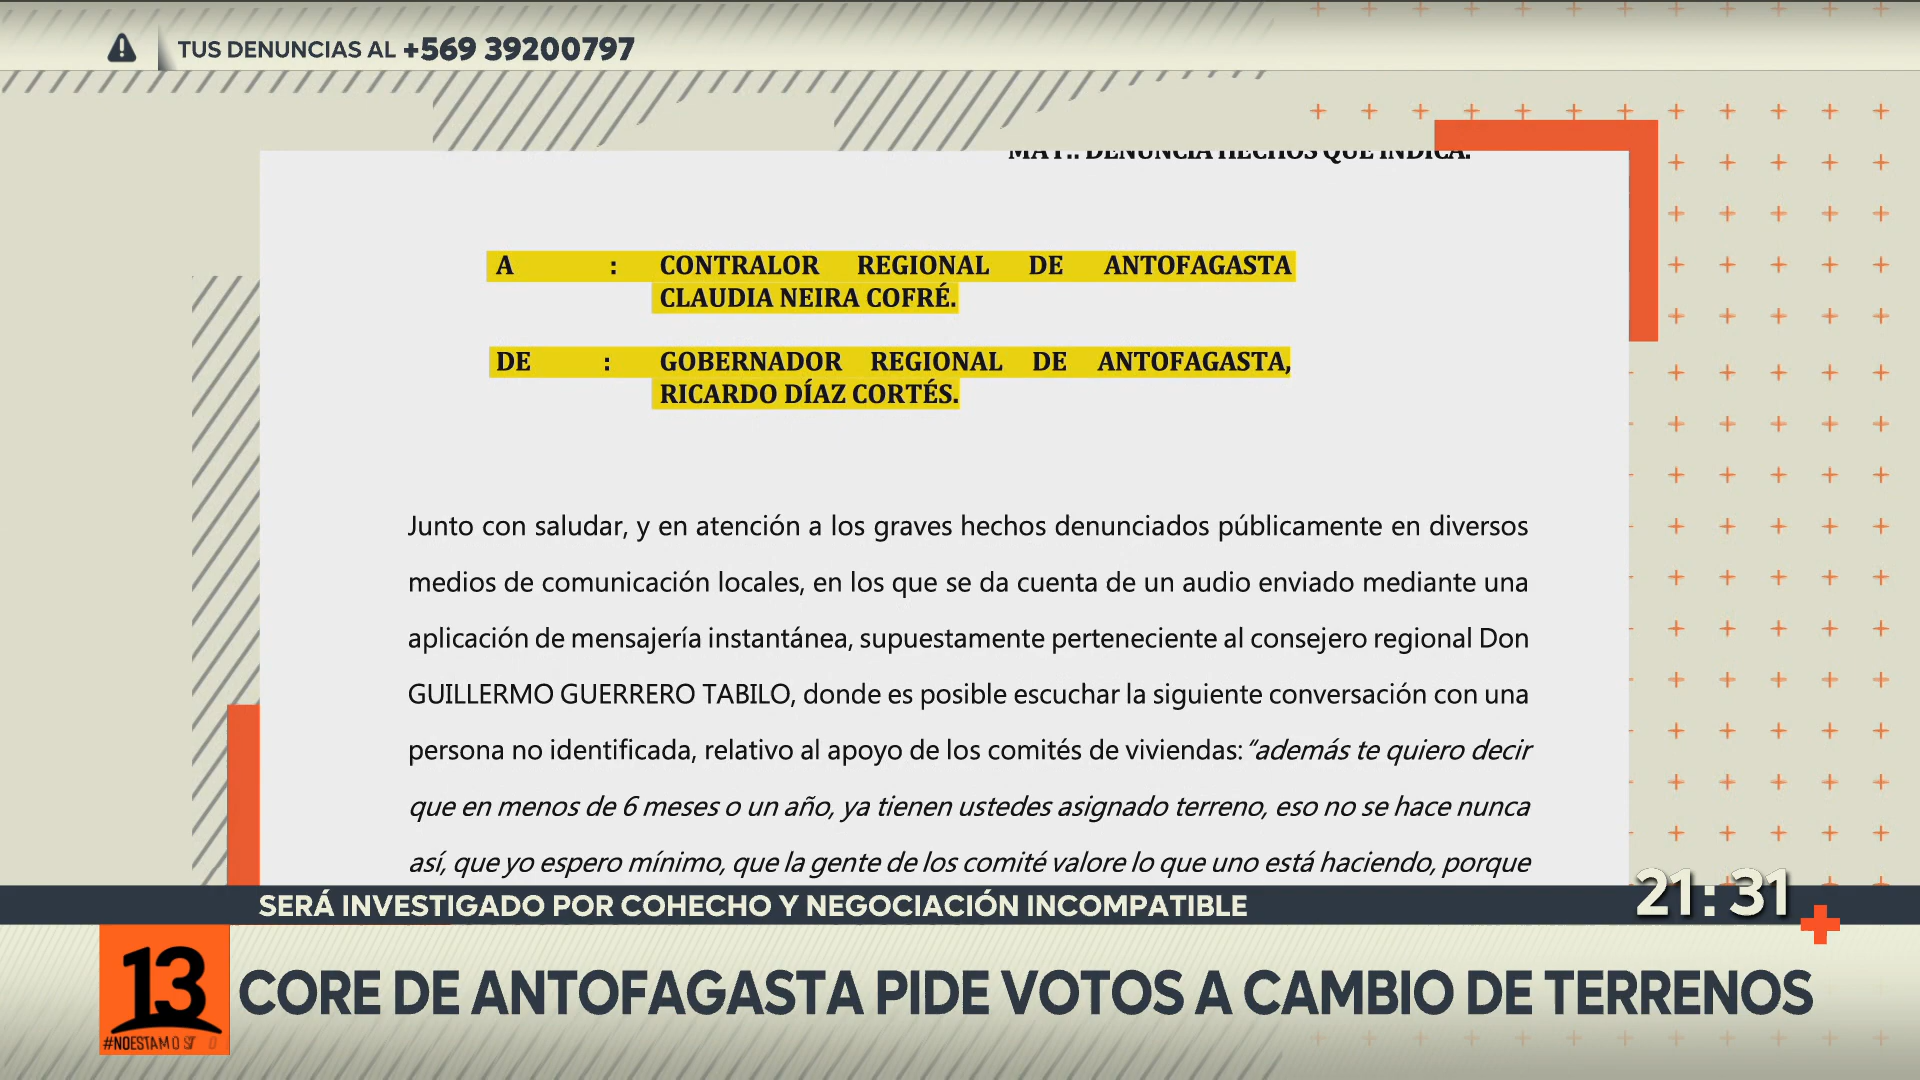 TUS DENUNCIAS AL +569 39200797
MAT.: DENUNCIA HECHOS QUE INDICA.
A : CONTRALOR REGIONAL DE ANTOFAGASTA
CLAUDIA NEIRA COFRÉ.
DE : GOBERNADOR REGIONAL DE ANTOFAGASTA,
RICARDO DÍAZ CORTÉS.
Junto con saludar, y en atención a los graves hechos denunciados públicamente en diversos
medios de comunicación locales, en los que se da cuenta de un audio enviado mediante una
aplicación de mensajería instantánea, supuestamente perteneciente al consejero regional Don
GUILLERMO GUERRERO TABILO, donde es posible escuchar la siguiente conversación con una
persona no identificada, relativo al apoyo de los comités de viviendas: “además te quiero decir
que en menos de 6 meses o un año, ya tienen ustedes asignado terreno, eso no se hace nunca
así, que yo espero mínimo, que la gente de los comité valore lo que uno está haciendo, porque
SERÁ INVESTIGADO POR COHECHO Y NEGOCIACIÓN INCOMPATIBLE
21:31
13
CORE DE ANTOFAGASTA PIDE VOTOS A CAMBIO DE TERRENOS